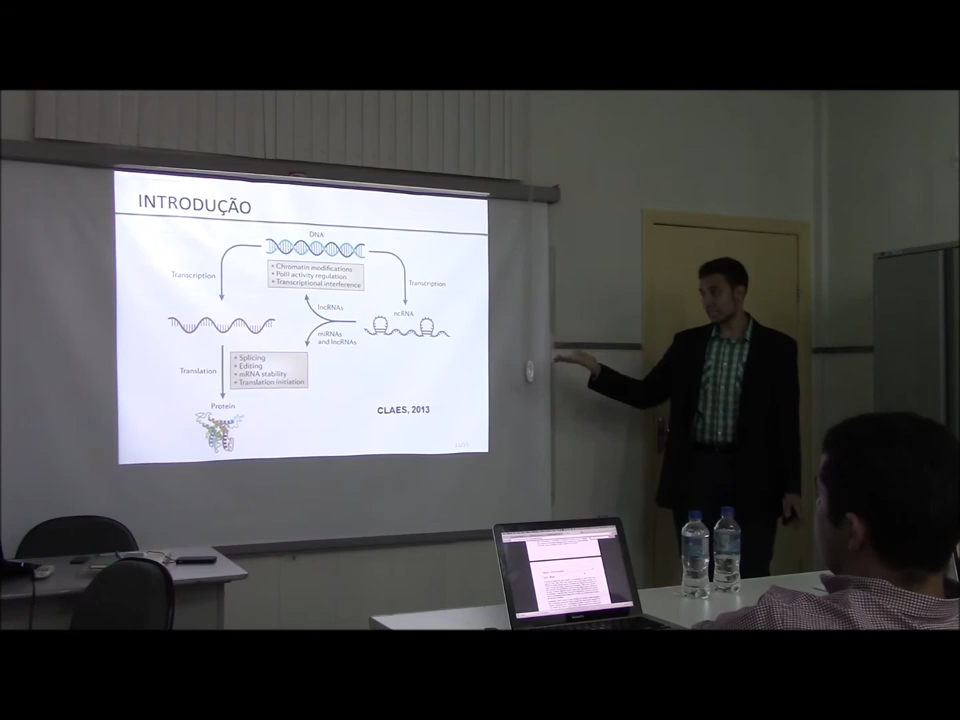 INTRODUÇÃO
DNA
• Chromatin modifications
• PolII activity regulation
• Transcriptional interference
Transcription
Transcription
lncRNAs
ncRNA
miRNAs
and lncRNAs
• Splicing
• Editing
• mRNA stability
• Translation initiation
Translation
Protein
CLAES, 2013